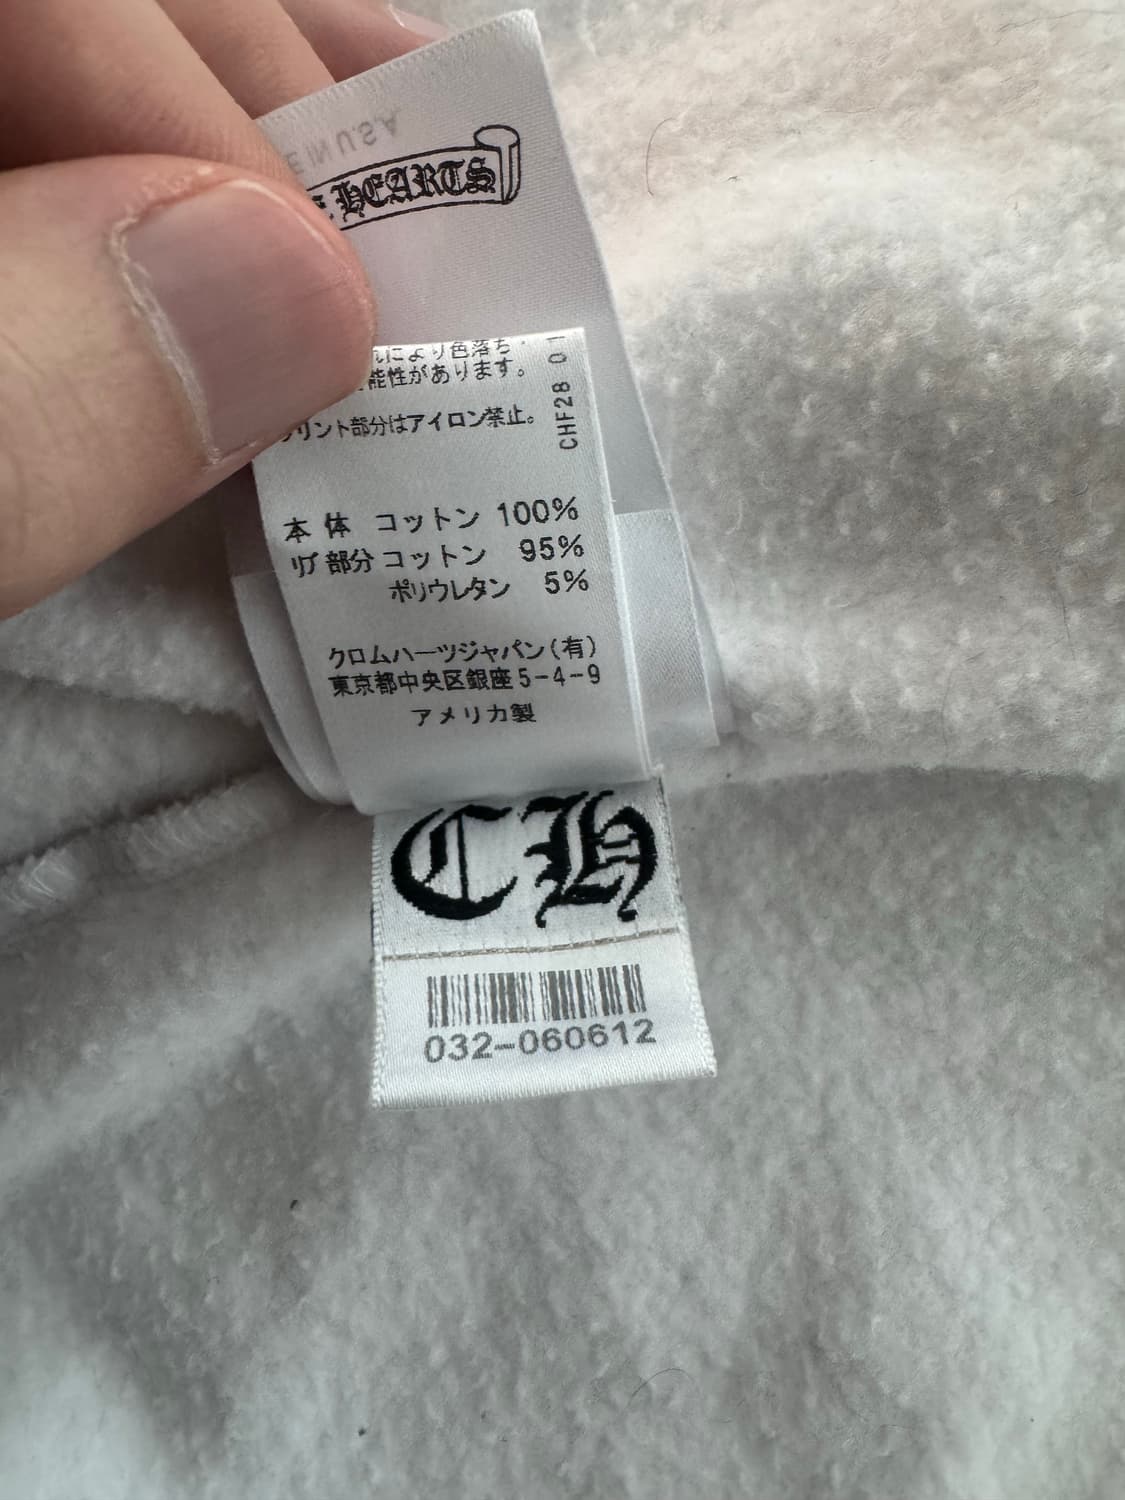 U.S.A.
HEARTS
により色落ち・
能性があります。
プリント部分はアイロン禁止。
CHF28 01
本体 コットン 100%
リブ部分 コットン 95%
ポリウレタン 5%
クロムハーツジャパン(有)
東京都中央区銀座5-4-9
アメリカ製
CH
032-060612